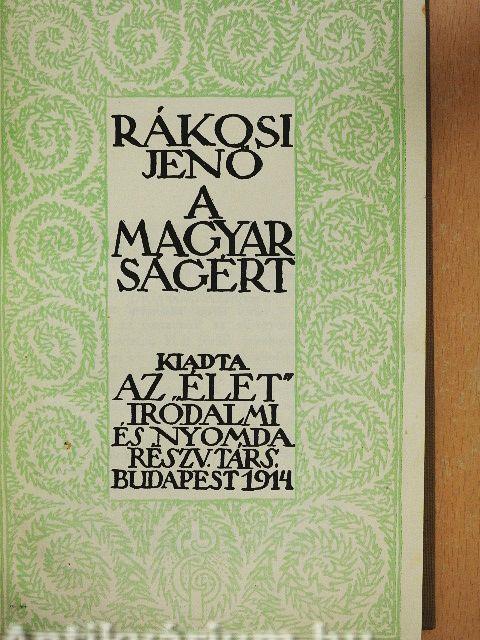 RÁKOSI
JENŐ
A
MAGYAR
SÁGÉRT
KIADTA
AZ „ÉLET"
IRODALMI
ÉS NYOMDA
RÉSZV. TÁRS.
BUDAPEST 1914